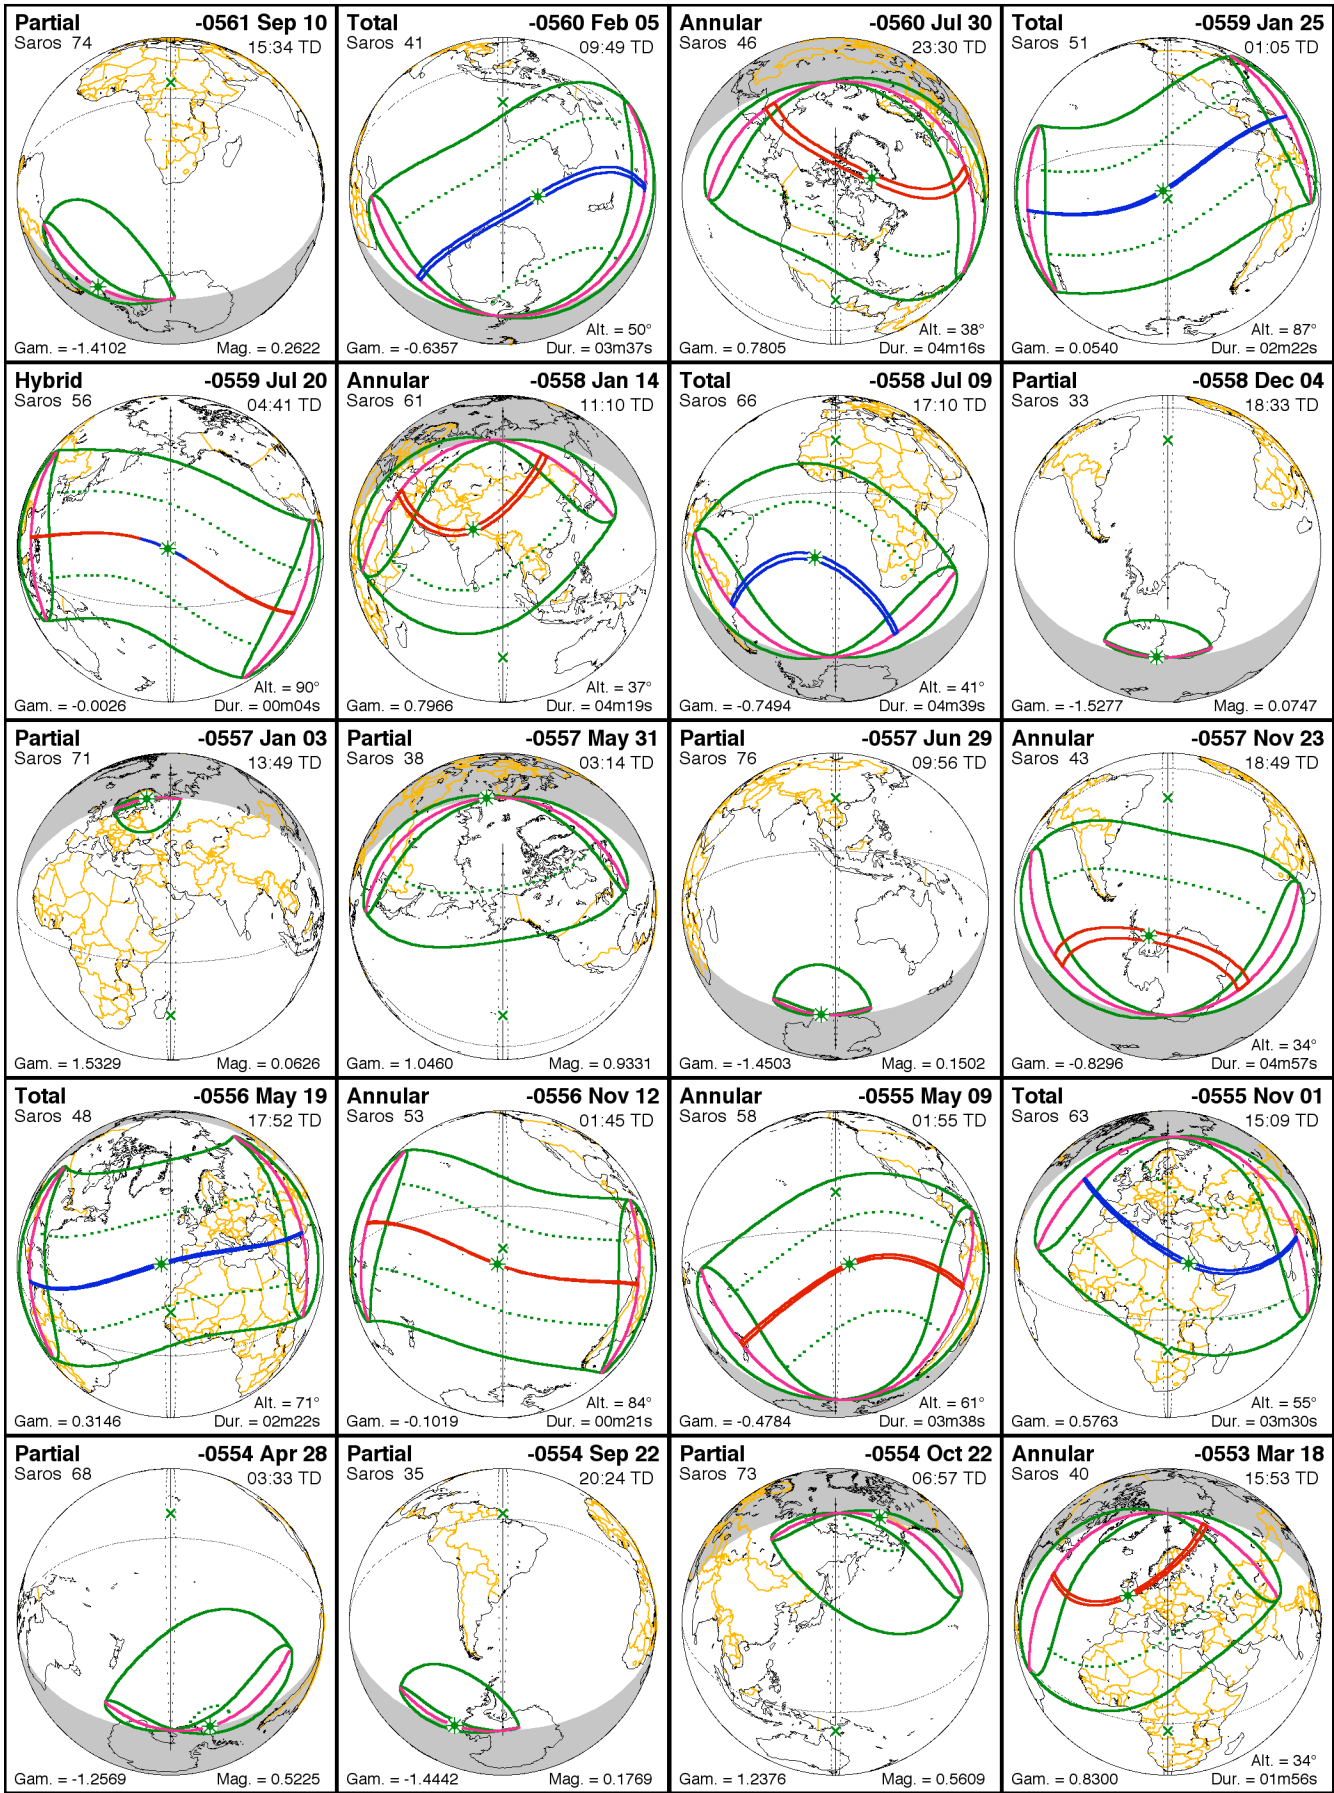 Partial -0561 Sep 10
Saros 74 15:34 TD
Gam. = -1.4102 Mag. = 0.2622
Total -0560 Feb 05
Saros 41 09:49 TD
Alt. = 50°
Gam. = -0.6357 Dur. = 03m37s
Annular -0560 Jul 30
Saros 46 23:30 TD
Alt. = 38°
Gam. = 0.7805 Dur. = 04m16s
Total -0559 Jan 25
Saros 51 01:05 TD
Alt. = 87°
Gam. = 0.0540 Dur. = 02m22s
Hybrid -0559 Jul 20
Saros 56 04:41 TD
Alt. = 90°
Gam. = -0.0026 Dur. = 00m04s
Annular -0558 Jan 14
Saros 61 11:10 TD
Alt. = 37°
Gam. = 0.7966 Dur. = 04m19s
Total -0558 Jul 09
Saros 66 17:10 TD
Alt. = 41°
Gam. = -0.7494 Dur. = 04m39s
Partial -0558 Dec 04
Saros 33 18:33 TD
Gam. = -1.5277 Mag. = 0.0747
Partial -0557 Jan 03
Saros 71 13:49 TD
Gam. = 1.5329 Mag. = 0.0626
Partial -0557 May 31
Saros 38 03:14 TD
Gam. = 1.0460 Mag. = 0.9331
Partial -0557 Jun 29
Saros 76 09:56 TD
Gam. = -1.4503 Mag. = 0.1502
Annular -0557 Nov 23
Saros 43 18:49 TD
Alt. = 34°
Gam. = -0.8296 Dur. = 04m57s
Total -0556 May 19
Saros 48 17:52 TD
Alt. = 71°
Gam. = 0.3146 Dur. = 02m22s
Annular -0556 Nov 12
Saros 53 01:45 TD
Alt. = 84°
Gam. = -0.1019 Dur. = 00m21s
Annular -0555 May 09
Saros 58 01:55 TD
Alt. = 61°
Gam. = -0.4784 Dur. = 03m38s
Total -0555 Nov 01
Saros 63 15:09 TD
Alt. = 55°
Gam. = 0.5763 Dur. = 03m30s
Partial -0554 Apr 28
Saros 68 03:33 TD
Gam. = -1.2569 Mag. = 0.5225
Partial -0554 Sep 22
Saros 35 20:24 TD
Gam. = -1.4442 Mag. = 0.1769
Partial -0554 Oct 22
Saros 73 06:57 TD
Gam. = 1.2376 Mag. = 0.5609
Annular -0553 Mar 18
Saros 40 15:53 TD
Alt. = 34°
Gam. = 0.8300 Dur. = 01m56s